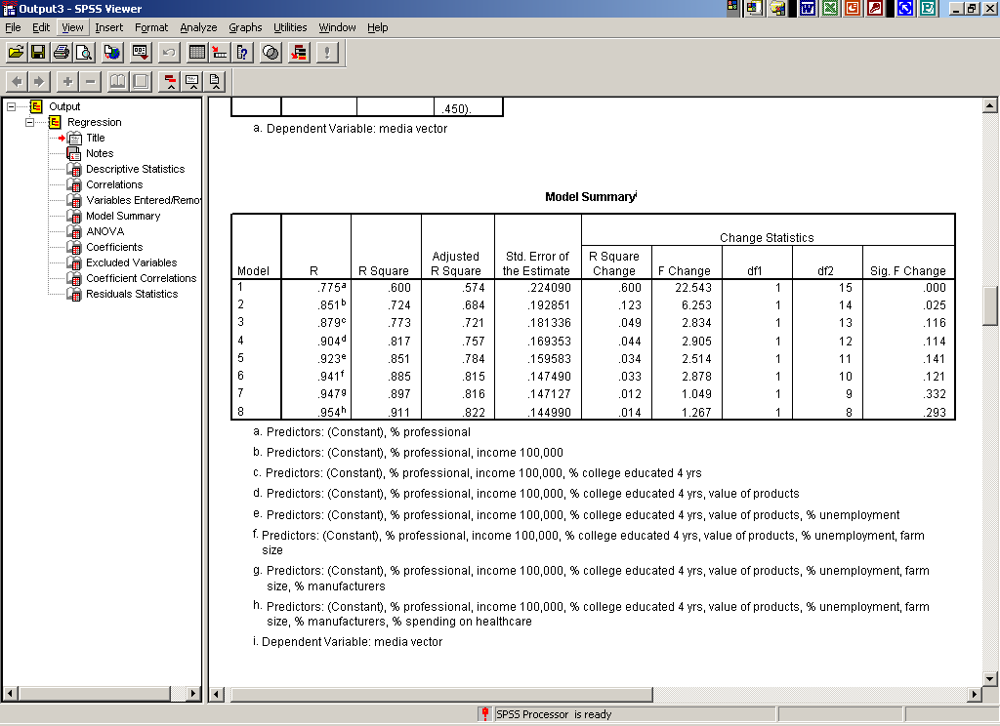 Output3 - SPSS Viewer
File Edit View Insert Format Analyze Graphs Utilities Window Help
Output
Regression
Title
Notes
Descriptive Statistics
Correlations
Variables Entered/Remo
Model Summary
ANOVA
Coefficients
Excluded Variables
Coefficient Correlations
Residuals Statistics
.450).
a. Dependent Variable: media vector
Model Summaryi
Change Statistics
Model R R Square Adjusted R Square Std. Error of the Estimate R Square Change F Change df1 df2 Sig. F Change
1 .775a .600 .574 .224090 .600 22.543 1 15 .000
2 .851b .724 .684 .192851 .123 6.253 1 14 .025
3 .879c .773 .721 .181336 .049 2.834 1 13 .116
4 .904d .817 .757 .169353 .044 2.905 1 12 .114
5 .923e .851 .784 .159583 .034 2.514 1 11 .141
6 .941f .885 .815 .147490 .033 2.878 1 10 .121
7 .947g .897 .816 .147127 .012 1.049 1 9 .332
8 .954h .911 .822 .144990 .014 1.267 1 8 .293
a. Predictors: (Constant), % professional
b. Predictors: (Constant), % professional, income 100,000
c. Predictors: (Constant), % professional, income 100,000, % college educated 4 yrs
d. Predictors: (Constant), % professional, income 100,000, % college educated 4 yrs, value of products
e. Predictors: (Constant), % professional, income 100,000, % college educated 4 yrs, value of products, % unemployment
f. Predictors: (Constant), % professional, income 100,000, % college educated 4 yrs, value of products, % unemployment, farm
size
g. Predictors: (Constant), % professional, income 100,000, % college educated 4 yrs, value of products, % unemployment, farm
size, % manufacturers
h. Predictors: (Constant), % professional, income 100,000, % college educated 4 yrs, value of products, % unemployment, farm
size, % manufacturers, % spending on healthcare
i. Dependent Variable: media vector
SPSS Processor is ready